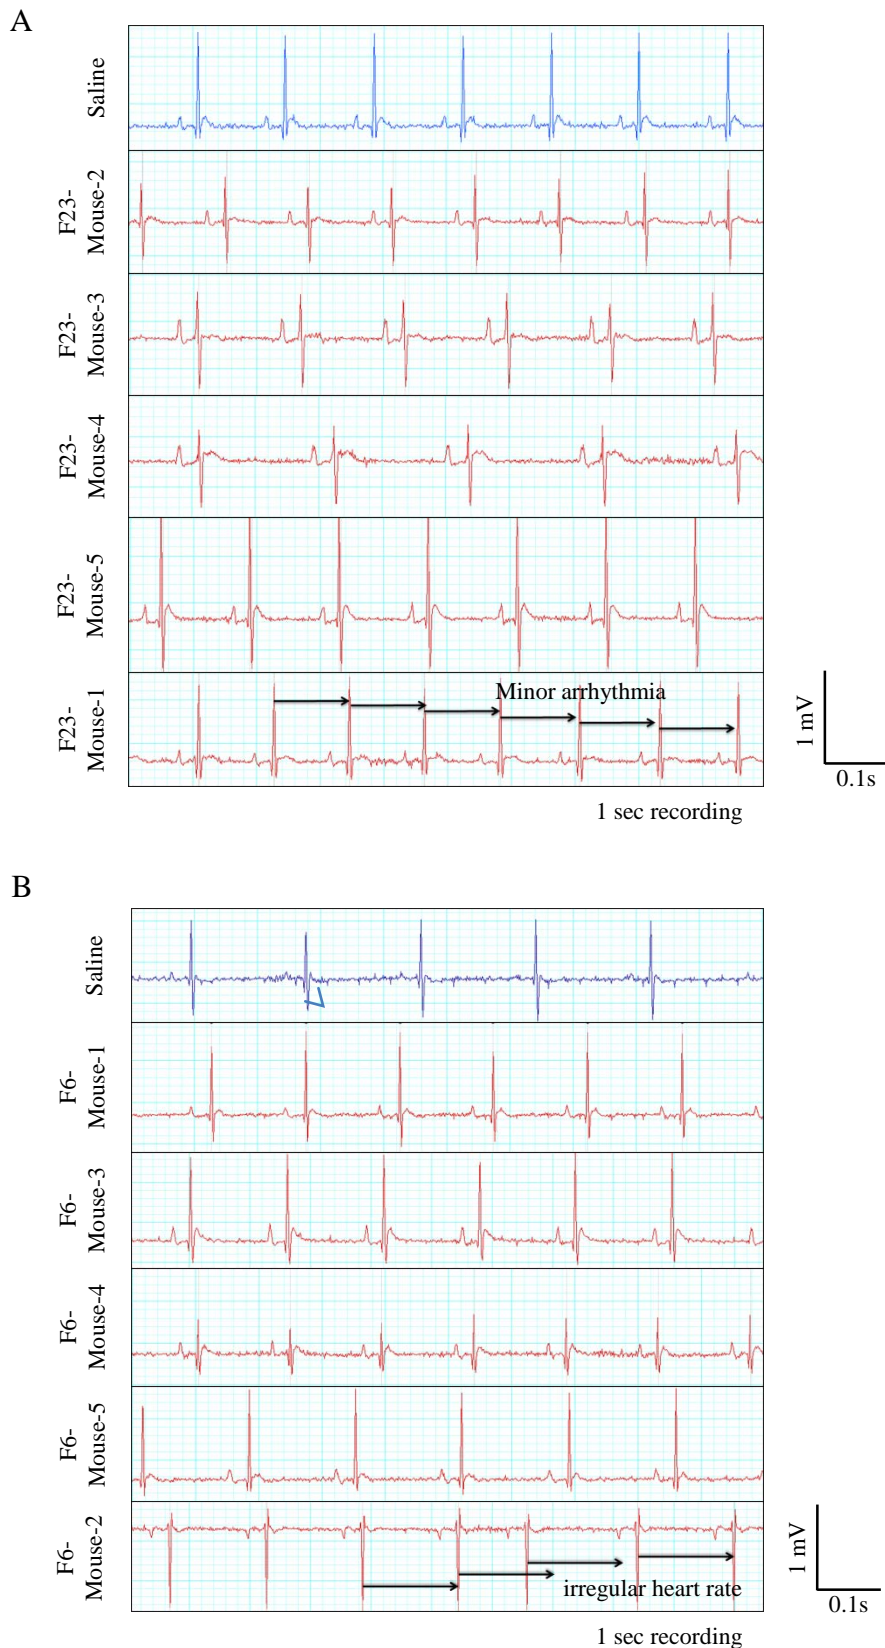 A
Saline
F23-
Mouse-2
F23-
Mouse-3
F23-
Mouse-4
F23-
Mouse-5
F23-
Mouse-1
Minor arrhythmia
1 mV
0.1s
1 sec recording
B
Saline
F6-
Mouse-1
F6-
Mouse-3
F6-
Mouse-4
F6-
Mouse-5
F6-
Mouse-2
irregular heart rate
1 mV
0.1s
1 sec recording